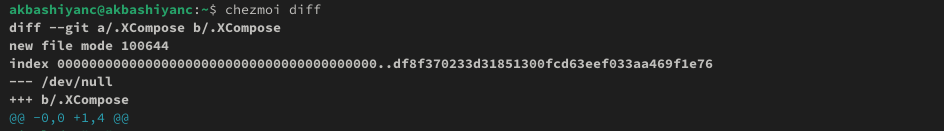 akbashiyanc@akbashiyanc:~$ chezmoi diff
diff --git a/.XCompose b/.XCompose
new file mode 100644
index 0000000000000000000000000000000000000000..df8f370233d31851300fcd63eef033aa469f1e76
--- /dev/null
+++ b/.XCompose
@@ -0,0 +1,4 @@